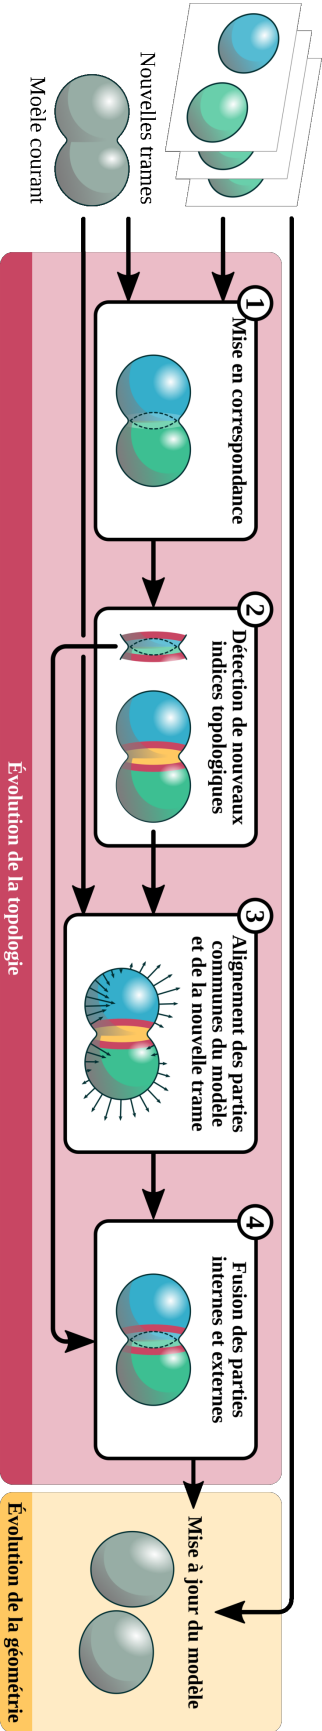 Nouvelles trames
Moèle courant
1
Mise en correspondance
2
Détection de nouveaux
indices topologiques
3
Alignement des parties
communes du modèle
et de la nouvelle trame
4
Fusion des parties
internes et externes
Mise à jour du modèle
Évolution de la topologie
Évolution de la géométrie